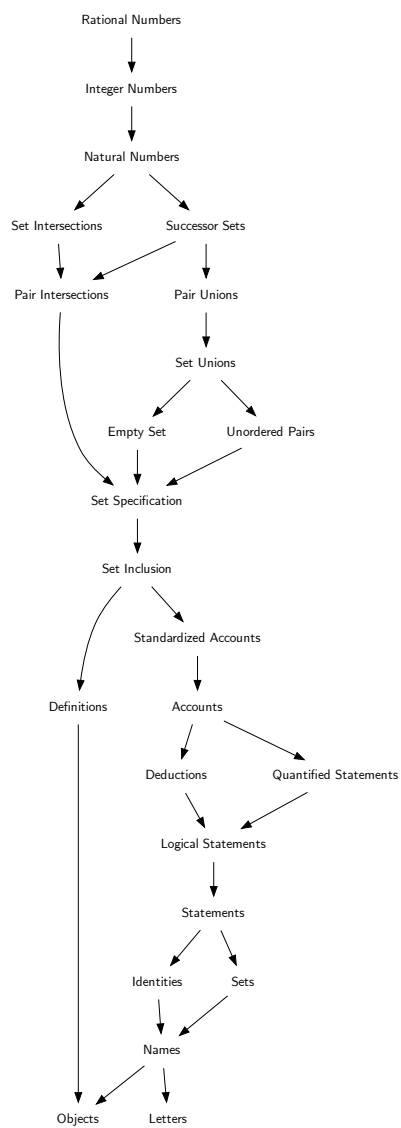 Rational Numbers
Integer Numbers
Natural Numbers
Set Intersections
Successor Sets
Pair Intersections
Pair Unions
Set Unions
Empty Set
Unordered Pairs
Set Specification
Set Inclusion
Standardized Accounts
Definitions
Accounts
Deductions
Quantified Statements
Logical Statements
Statements
Identities
Sets
Names
Objects
Letters